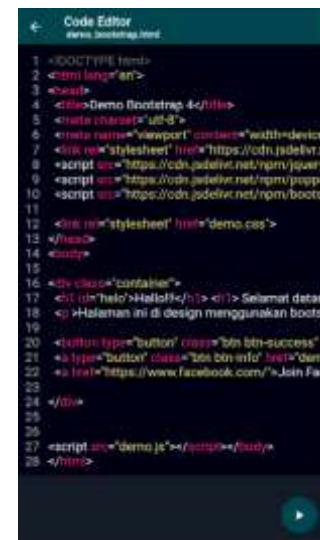 Code Editor
demo_bootstrap.html
1 <!DOCTYPE html>
2 <html lang="en">
3 <head>
4 <title>Demo Bootstrap 4</title>
5 <meta charset="utf-8">
6 <meta name="viewport" content="width=device
7 <link rel="stylesheet" href="https://cdn.jsdelivr.
8 <script src="https://cdn.jsdelivr.net/npm/jquery
9 <script src="https://cdn.jsdelivr.net/npm/poppe
10 <script src="https://cdn.jsdelivr.net/npm/boots
11
12 <link rel="stylesheet" href="demo.css">
13 </head>
14 <body>
15
16 <div class="container">
17 <h1 id="helo">Hallo!!!</h1> <h1> Selamat datan
18 <p >Halaman ini di design menggunakan boots
19
20 <button type="button" class="btn btn-success"
21 <a type="button" class="btn btn-info" href="dem
22 <a href="https://www.facebook.com/">Join Fa
23
24 </div>
25
26
27 <script src="demo.js"></script></body>
28 </html>